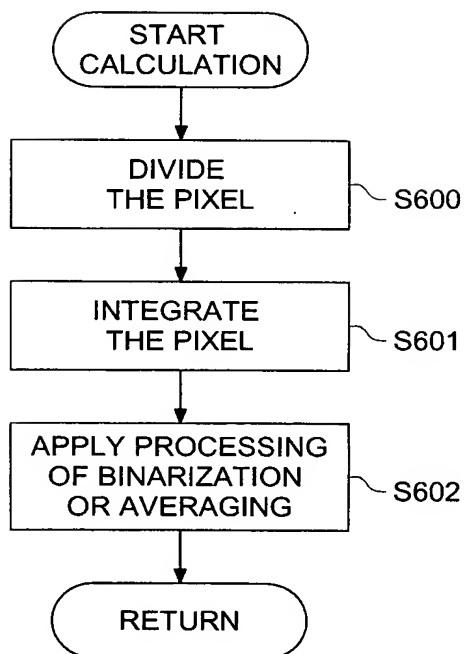 START
CALCULATION
DIVIDE
THE PIXEL
S600
INTEGRATE
THE PIXEL
S601
APPLY PROCESSING
OF BINARIZATION
OR AVERAGING
S602
RETURN